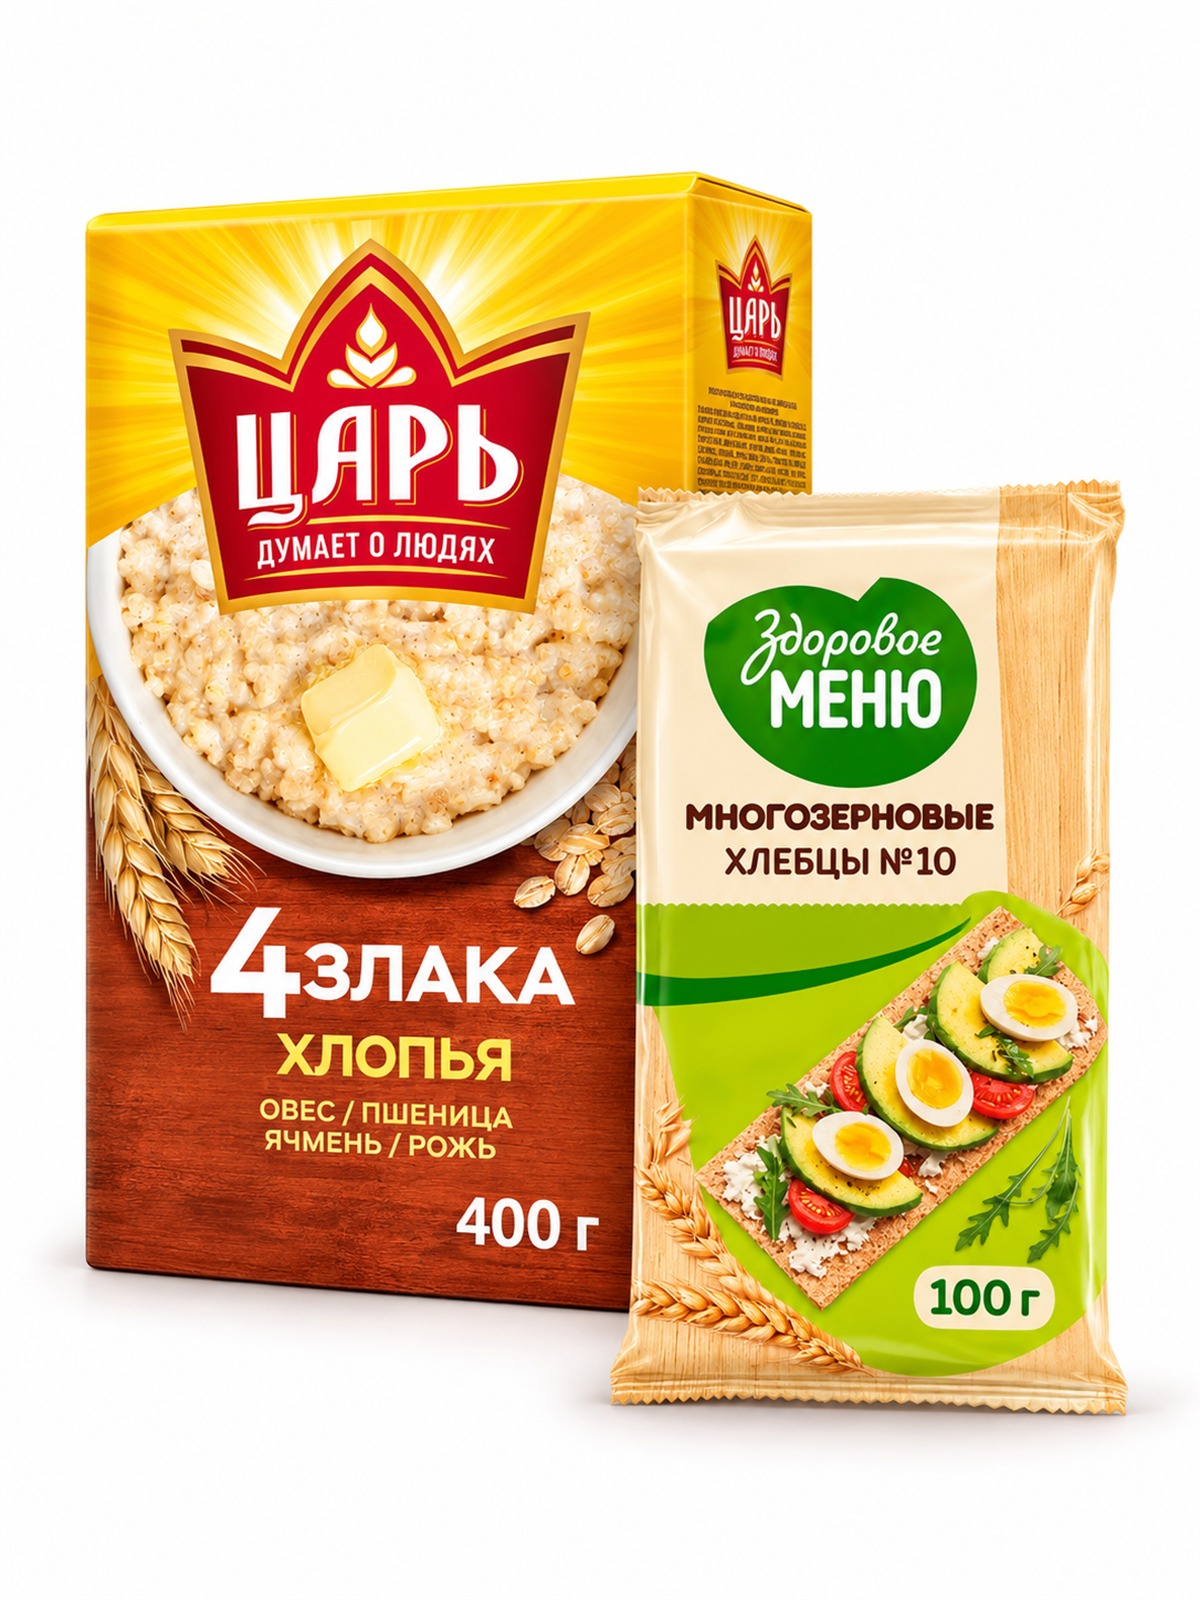 ЦАРЬ
ДУМАЕТ О ЛЮДЯХ
4 ЗЛАКА
ХЛОПЬЯ
ОВЕС / ПШЕНИЦА
ЯЧМЕНЬ / РОЖЬ
400 г
ЦАРЬ
ДУМАЕТ О ЛЮДЯХ
Здоровое
МЕНЮ
МНОГОЗЕРНОВЫЕ
ХЛЕБЦЫ №10
100 г